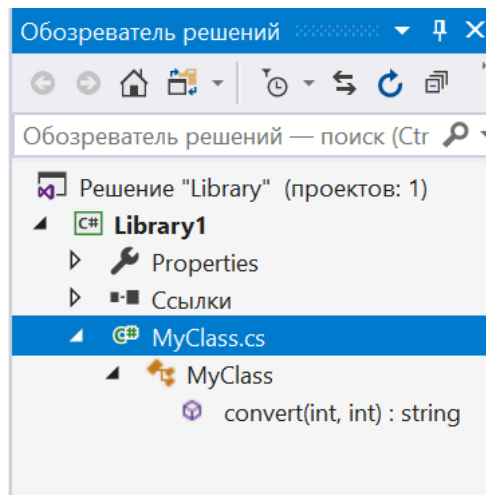 Обозреватель решений
Обозреватель решений — поиск (Ctr
Решение "Library" (проектов: 1)
C# Library1
Properties
Ссылки
C# MyClass.cs
MyClass
convert(int, int) : string